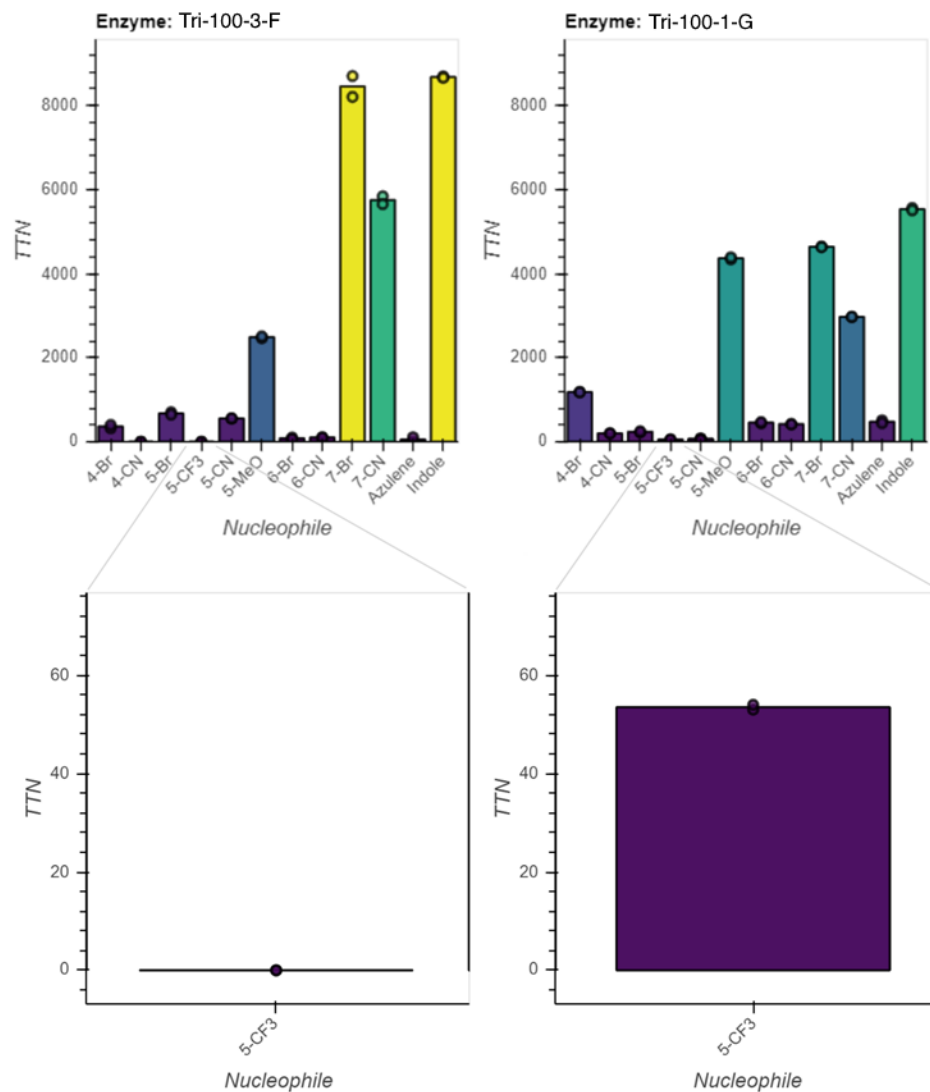 Enzyme: Tri-100-3-F
8000
6000
4000
2000
0
TTN
4-Br
4-CN
5-Br
5-CF3
5-CN
5-MeO
6-Br
6-CN
7-Br
7-CN
Azulene
Indole
Nucleophile
Enzyme: Tri-100-1-G
8000
6000
4000
2000
0
TTN
4-Br
4-CN
5-Br
5-CF3
5-CN
5-MeO
6-Br
6-CN
7-Br
7-CN
Azulene
Indole
Nucleophile
60
40
20
0
TTN
5-CF3
Nucleophile
60
40
20
0
TTN
5-CF3
Nucleophile